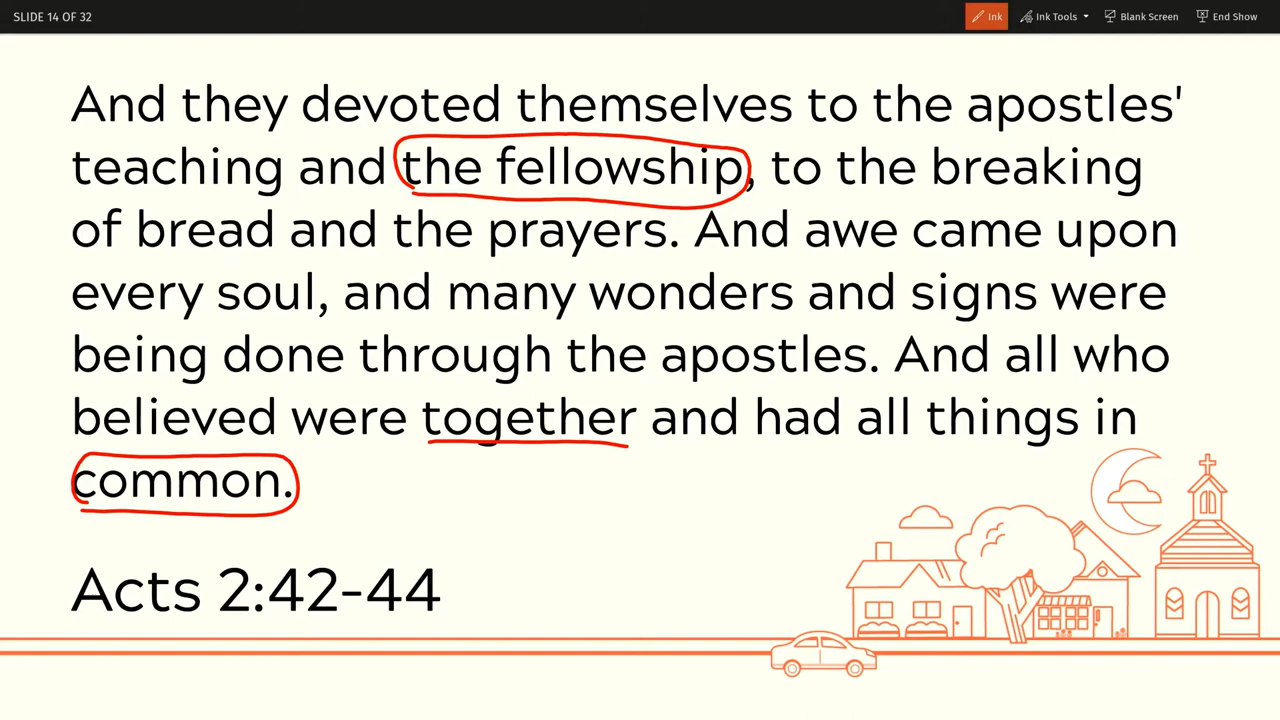 SLIDE 14 OF 32
Ink
Ink Tools
Blank Screen
End Show
And they devoted themselves to the apostles'
teaching and the fellowship, to the breaking
of bread and the prayers. And awe came upon
every soul, and many wonders and signs were
being done through the apostles. And all who
believed were together and had all things in
common.
Acts 2:42-44